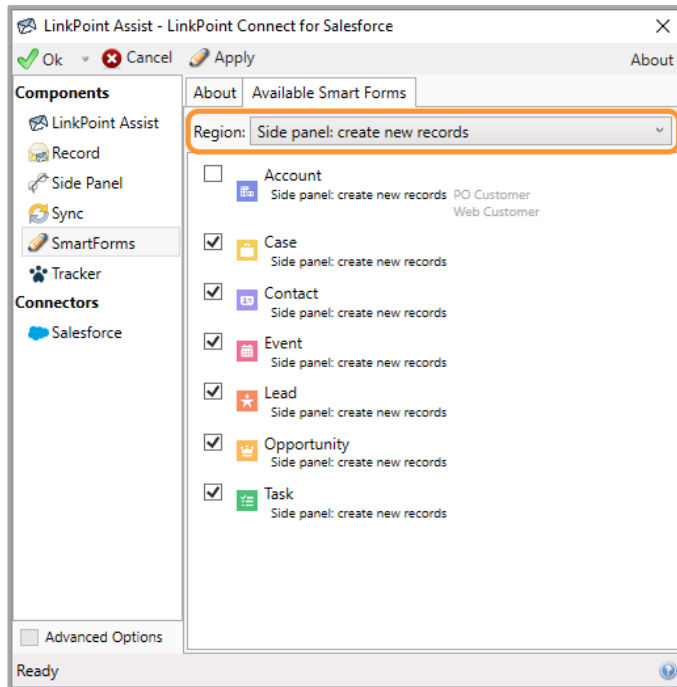 LinkPoint Assist - LinkPoint Connect for Salesforce
Ok Cancel Apply About
Components
LinkPoint Assist
Record
Side Panel
Sync
SmartForms
Tracker
Connectors
Salesforce
Advanced Options
About Available Smart Forms
Region: Side panel: create new records
Account
Side panel: create new records PO Customer
Web Customer
Case
Side panel: create new records
Contact
Side panel: create new records
Event
Side panel: create new records
Lead
Side panel: create new records
Opportunity
Side panel: create new records
Task
Side panel: create new records
Ready